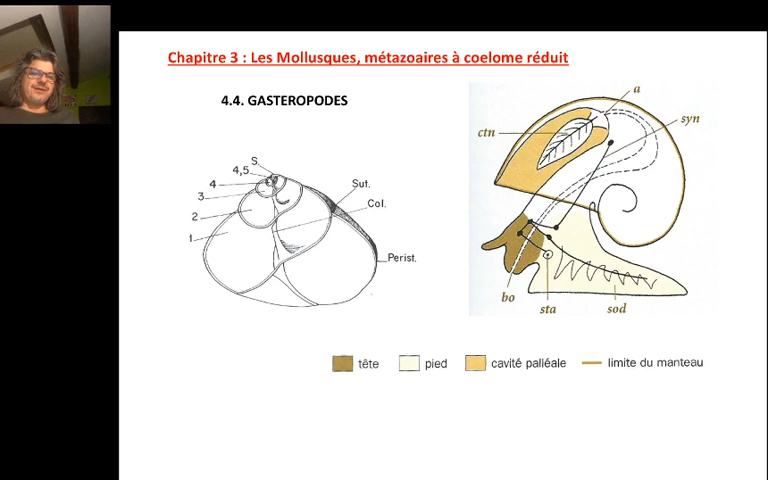 Chapitre 3 : Les Mollusques, métazoaires à coelome réduit
4.4. GASTEROPODES
S.
4,5
4
3
2
1
Sut.
Col.
Perist.
a
ctn
syn
bo
sta
sod
tête
pied
cavité palléale
limite du manteau